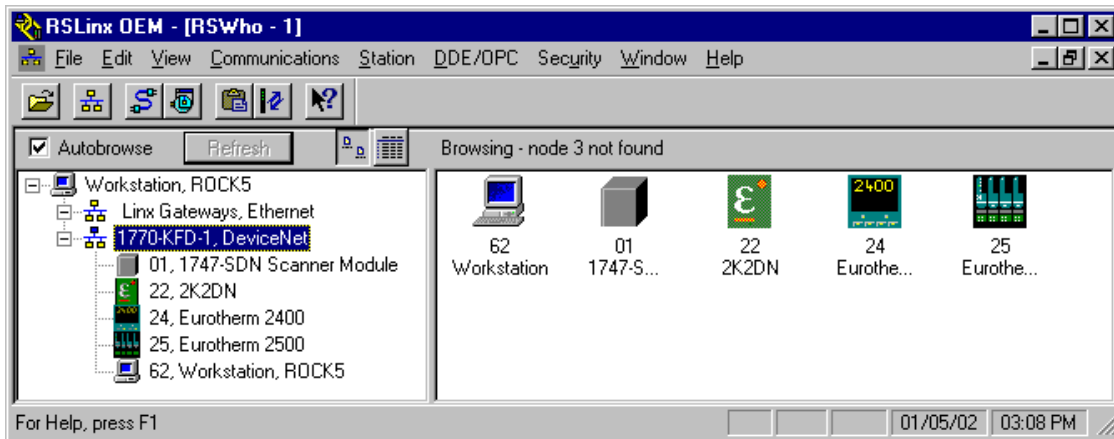 RSLinx OEM - [RSWho - 1]
File Edit View Communications Station DDE/OPC Security Window Help
Autobrowse Refresh Browsing - node 3 not found
Workstation, ROCK5
Linx Gateways, Ethernet
1770-KFD-1, DeviceNet
01, 1747-SDN Scanner Module
22, 2K2DN
24, Eurotherm 2400
25, Eurotherm 2500
62, Workstation, ROCK5
2400
62 01 22 24 25
Workstation 1747-S... 2K2DN Eurothe... Eurothe...
For Help, press F1 01/05/02 03:08 PM